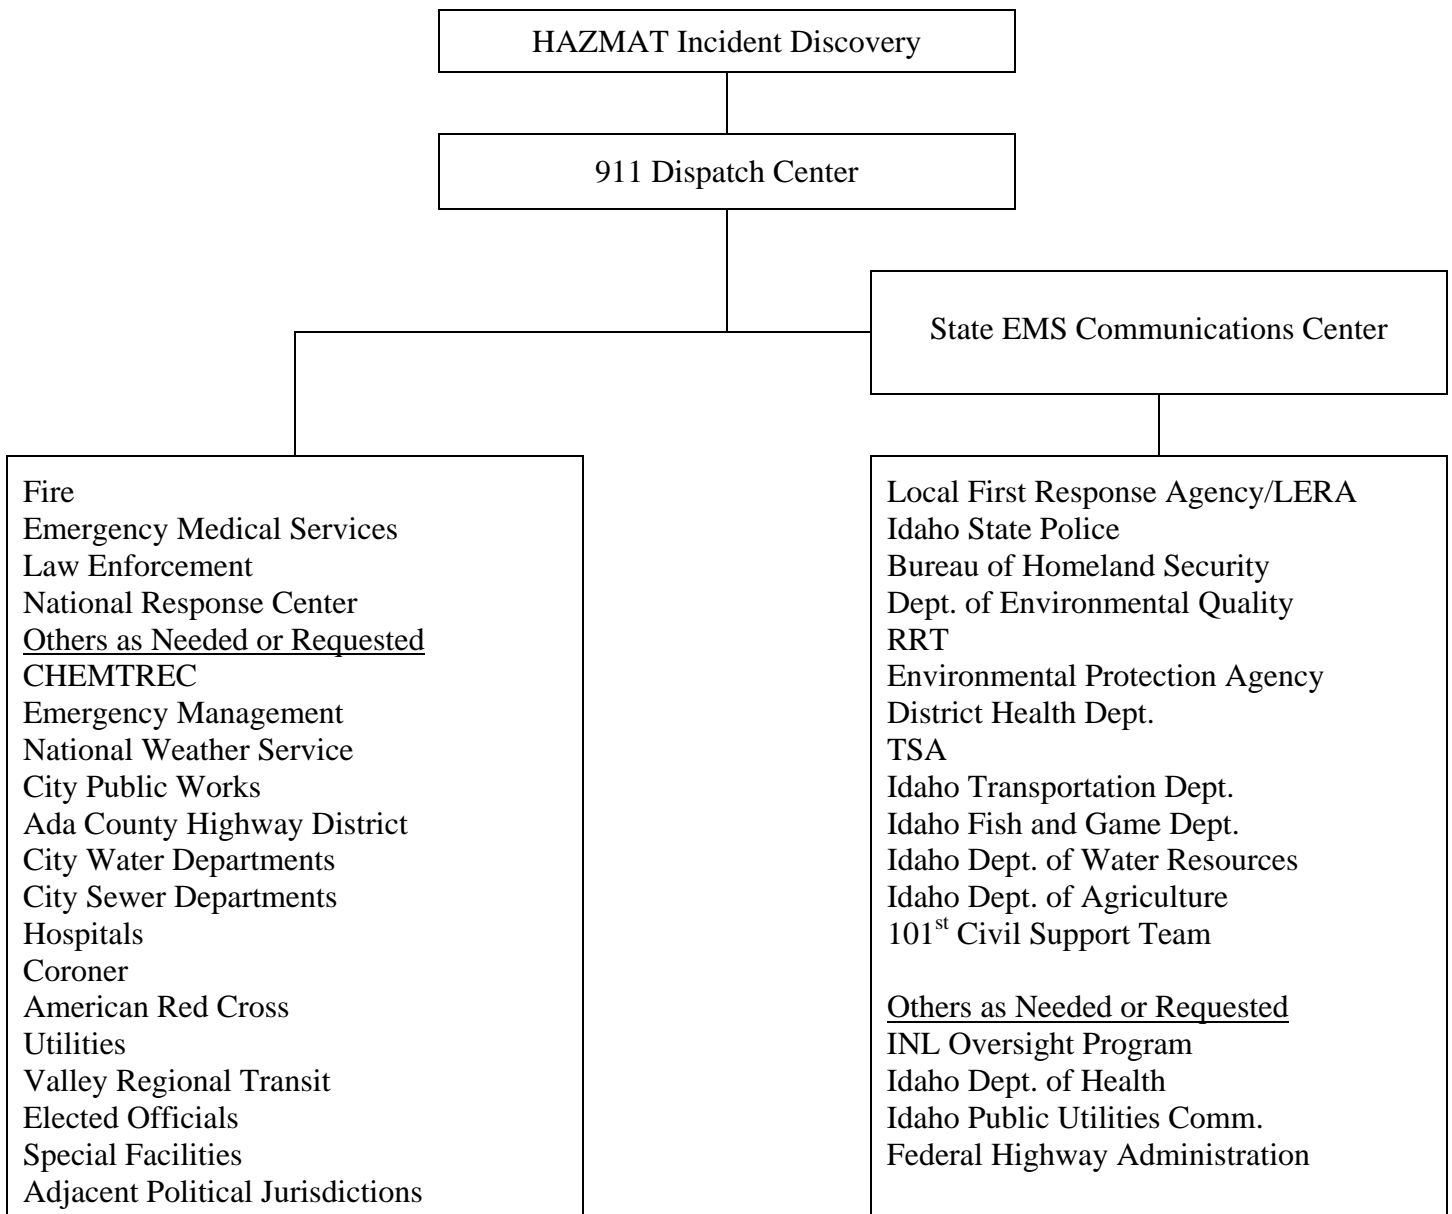 HAZMAT Incident Discovery
911 Dispatch Center
State EMS Communications Center
Fire
Emergency Medical Services
Law Enforcement
National Response Center
Others as Needed or Requested
CHEMTREC
Emergency Management
National Weather Service
City Public Works
Ada County Highway District
City Water Departments
City Sewer Departments
Hospitals
Coroner
American Red Cross
Utilities
Valley Regional Transit
Elected Officials
Special Facilities
Adjacent Political Jurisdictions
Local First Response Agency/LERA
Idaho State Police
Bureau of Homeland Security
Dept. of Environmental Quality
RRT
Environmental Protection Agency
District Health Dept.
TSA
Idaho Transportation Dept.
Idaho Fish and Game Dept.
Idaho Dept. of Water Resources
Idaho Dept. of Agriculture
101st Civil Support Team
Others as Needed or Requested
INL Oversight Program
Idaho Dept. of Health
Idaho Public Utilities Comm.
Federal Highway Administration